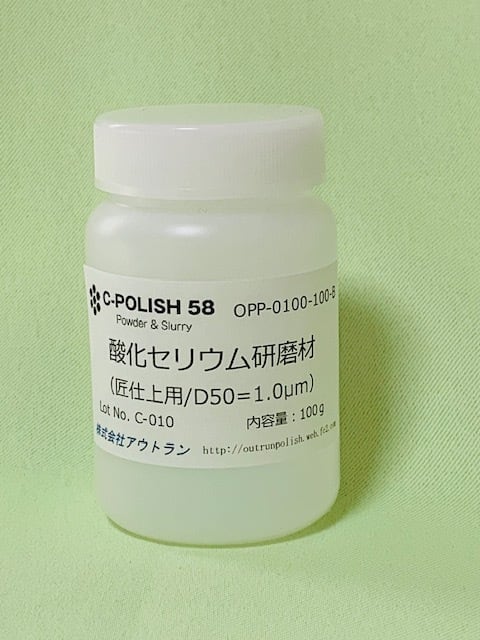 C-POLISH 58 OPP-0100-100-B
Powder & Slurry
酸化セリウム研磨材
(匠仕上用/D50=1.0μm)
Lot No. C-010 内容量：100g
株式会社アウトラン http://outrunpolish.web.fc2.com